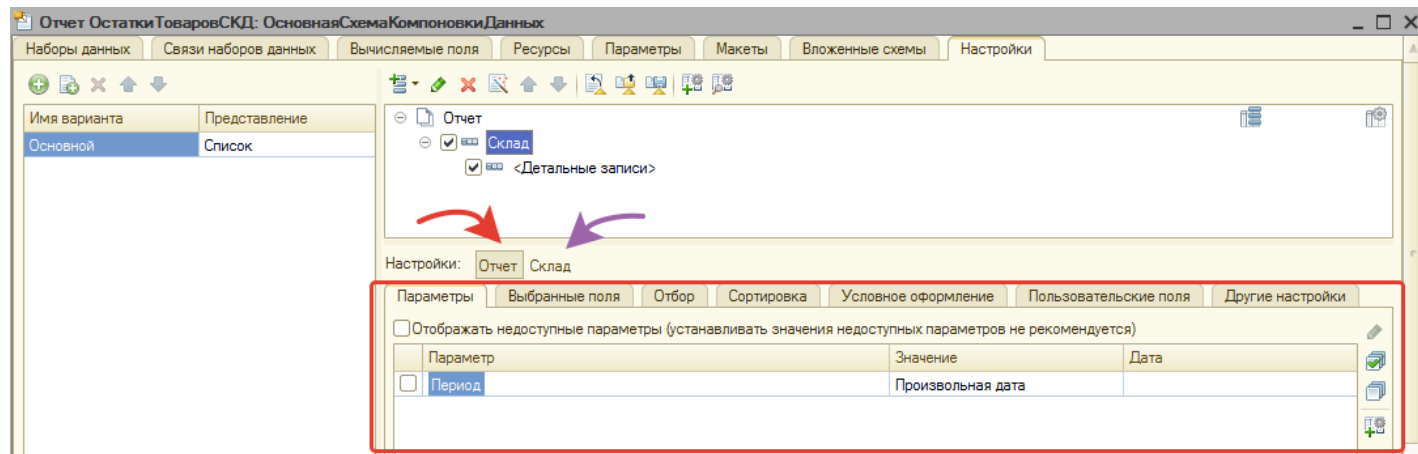 Отчет ОстаткиТоваровСКД: ОсновнаяСхемаКомпоновкиДанных
Наборы данных Связи наборов данных Вычисляемые поля Ресурсы Параметры Макеты Вложенные схемы Настройки
Имя варианта Представление
Основной Список
Отчет
Склад
<Детальные записи>
Настройки: Отчет Склад
Параметры Выбранные поля Отбор Сортировка Условное оформление Пользовательские поля Другие настройки
Отображать недоступные параметры (устанавливать значения недоступных параметров не рекомендуется)
Параметр Значение Дата
Период Произвольная дата